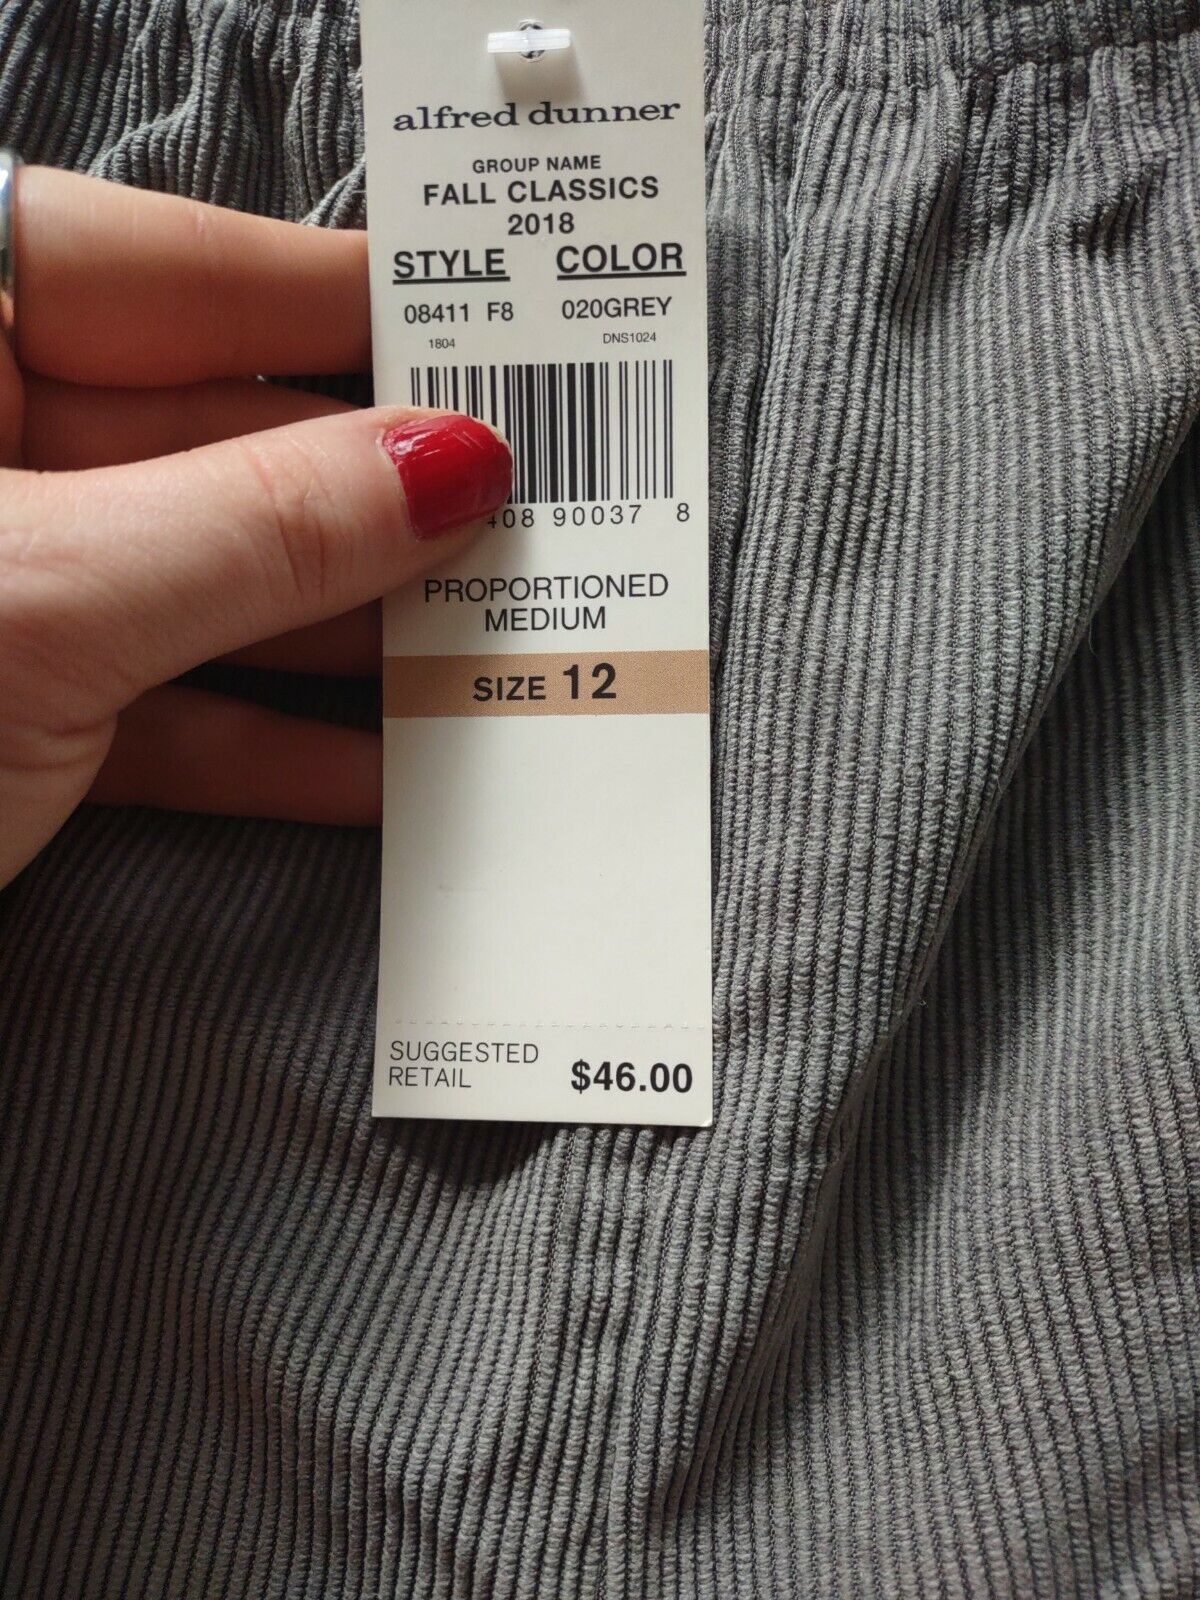 alfred dunner
GROUP NAME
FALL CLASSICS
2018
STYLE COLOR
08411 F8 020GREY
1804 DNS1024
408 90037 8
PROPORTIONED
MEDIUM
SIZE 12
SUGGESTED
RETAIL $46.00